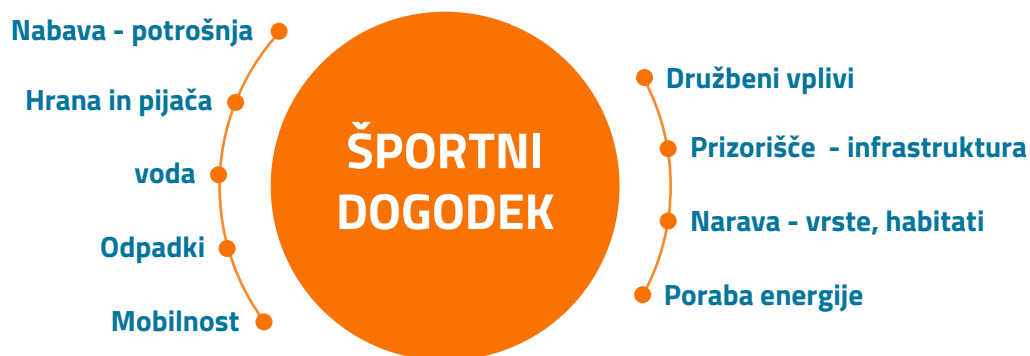 Nabava - potrošnja
Hrana in pijača
voda
Odpadki
Mobilnost
ŠPORTNI
DOGODEK
Družbeni vplivi
Prizorišče - infrastruktura
Narava - vrste, habitati
Poraba energije